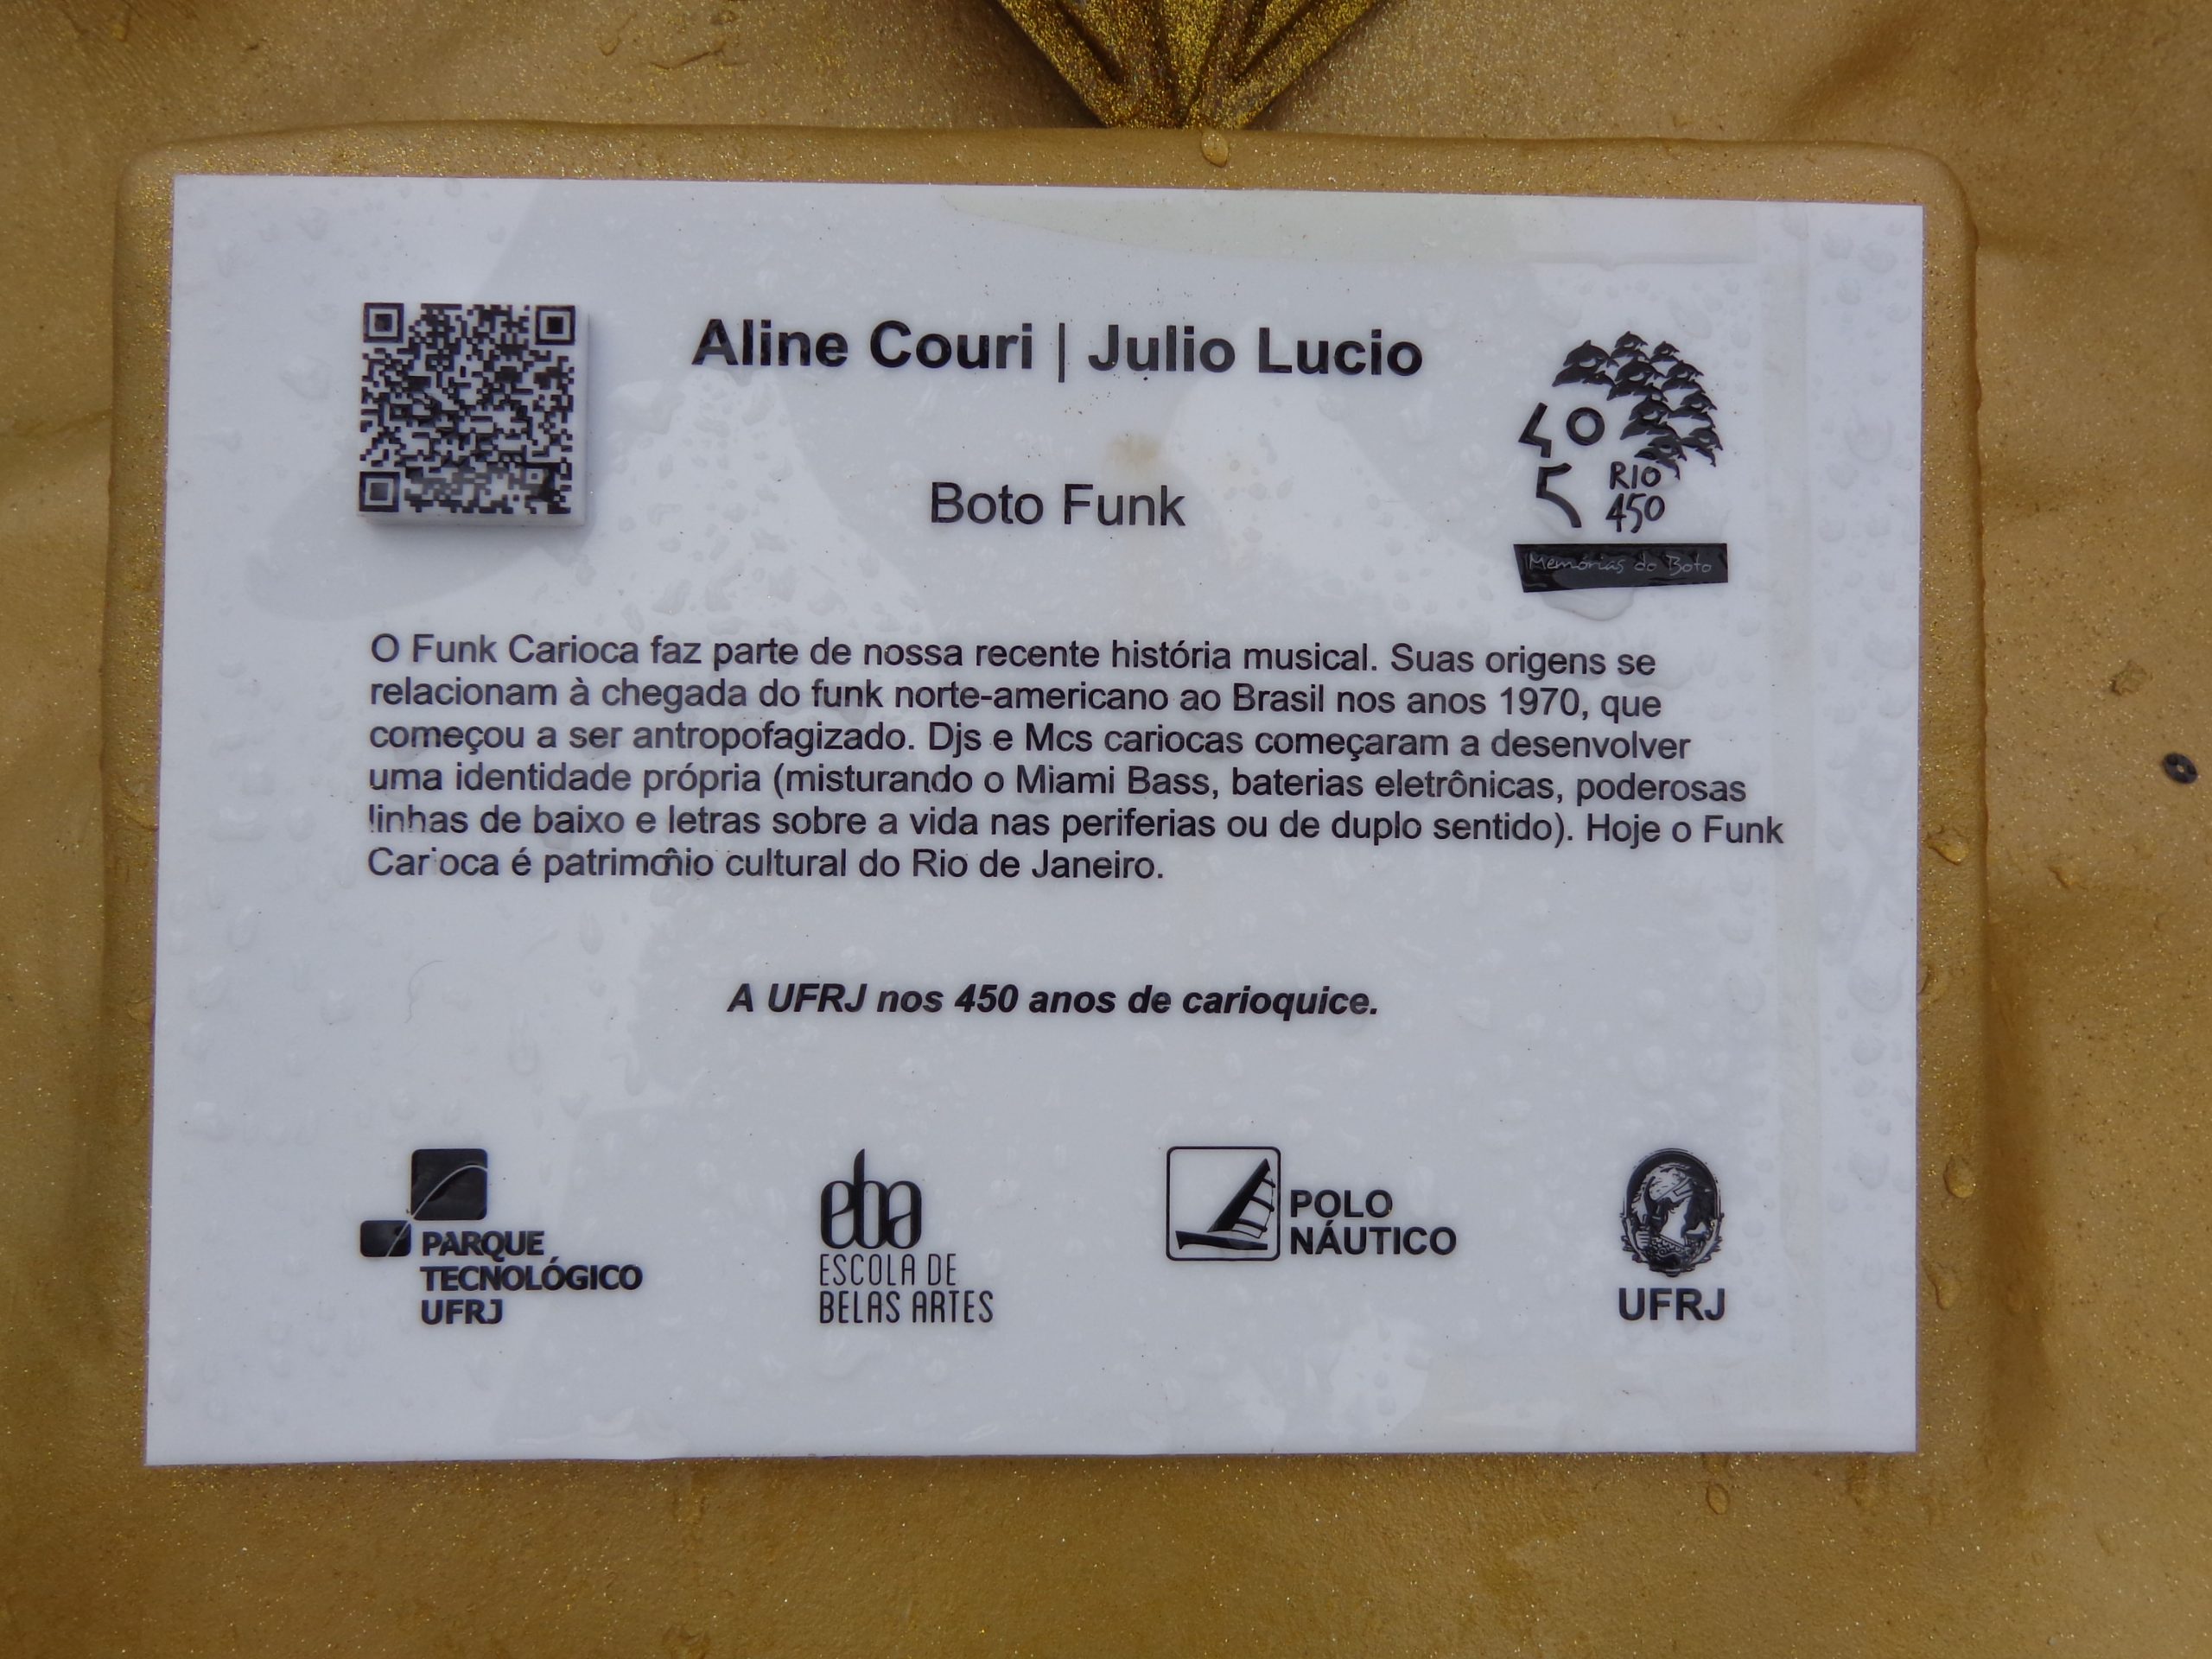 Aline Couri | Julio Lucio
Boto Funk
40
5
RIO
450
Memórias do Boto
O Funk Carioca faz parte de nossa recente história musical. Suas origens se
relacionam à chegada do funk norte-americano ao Brasil nos anos 1970, que
começou a ser antropofagizado. Djs e Mcs cariocas começaram a desenvolver
uma identidade própria (misturando o Miami Bass, baterias eletrônicas, poderosas
linhas de baixo e letras sobre a vida nas periferias ou de duplo sentido). Hoje o Funk
Carioca é patrimônio cultural do Rio de Janeiro.
A UFRJ nos 450 anos de carioquice.
PARQUE
TECNOLÓGICO
UFRJ
eba
ESCOLA DE
BELAS ARTES
POLO
NÁUTICO
UFRJ